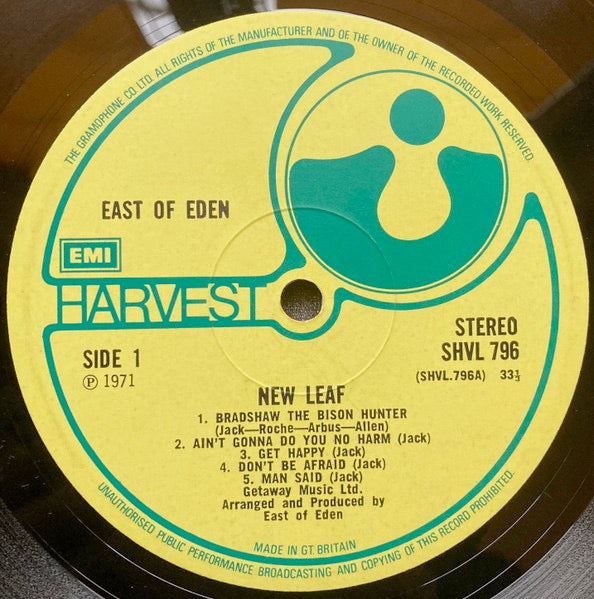 THE GRAMOPHONE CO. LTD. ALL RIGHTS OF THE MANUFACTURER AND OF THE OWNER OF THE RECORDED WORK RESERVED.
EAST OF EDEN
EMI
HARVEST
STEREO
SHVL 796
SIDE 1
(SHVL.796A) 33⅓
Ⓟ 1971
NEW LEAF
1. BRADSHAW THE BISON HUNTER
(Jack—Roche—Arbus—Allen)
2. AIN'T GONNA DO YOU NO HARM (Jack)
3. GET HAPPY (Jack)
4. DON'T BE AFRAID (Jack)
5. MAN SAID (Jack)
Getaway Music Ltd.
Arranged and Produced by
East of Eden
MADE IN GT. BRITAIN
UNAUTHORISED PUBLIC PERFORMANCE BROADCASTING AND COPYING OF THIS RECORD PROHIBITED.